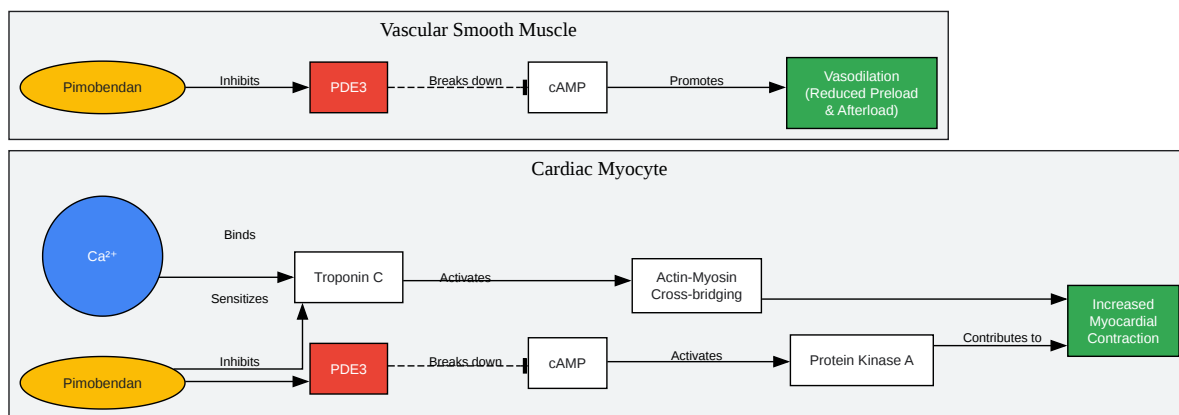 Vascular Smooth Muscle
Pimobendan
Inhibits
PDE3
Breaks down
cAMP
Promotes
Vasodilation
(Reduced Preload
& Afterload)
Cardiac Myocyte
Ca²⁺
Binds
Sensitizes
Troponin C
Activates
Actin-Myosin
Cross-bridging
Increased
Myocardial
Contraction
Pimobendan
Inhibits
PDE3
Breaks down
cAMP
Activates
Protein Kinase A
Contributes to